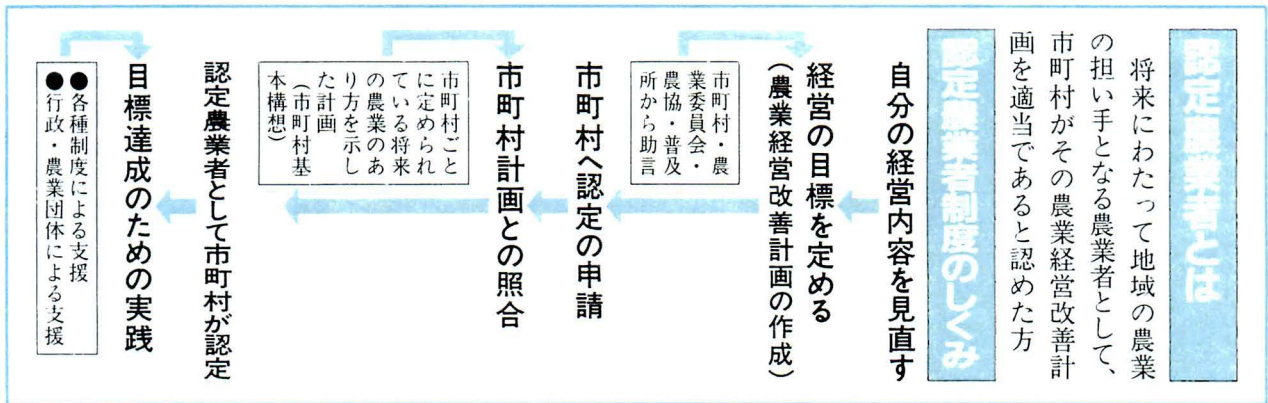 認定農業者とは
将来にわたって地域の農業
の担い手となる農業者として、
市町村がその農業経営改善計
画を適当であると認めた方
認定農業者制度のしくみ
自分の経営内容を見直す
経営の目標を定める
（農業経営改善計画の作成）
市町村・農
業委員会・
農協・普及
所から助言
市町村へ認定の申請
市町村計画との照合
市町村ごと
に定められ
ている将来
の農業のあ
り方を示し
た計画
（市町村基
本構想）
認定農業者として市町村が認定
目標達成のための実践
●各種制度による支援
●行政・農業団体による支援